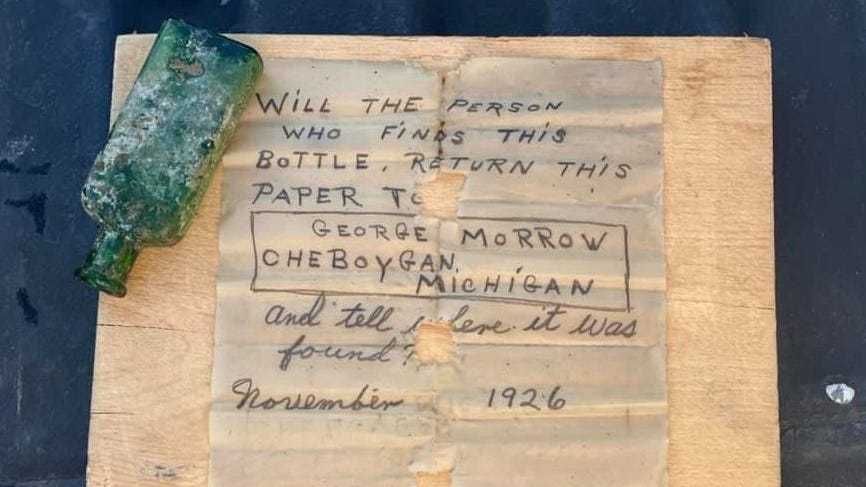 WiLL THE PERSON
WHO FiNDS THiS
BOTTLE, RETURN THiS
PAPER TO
GEORGE MORROW
CHEBOYGAN,
MiCHiGAN
and tell where it was
found?
November 1926